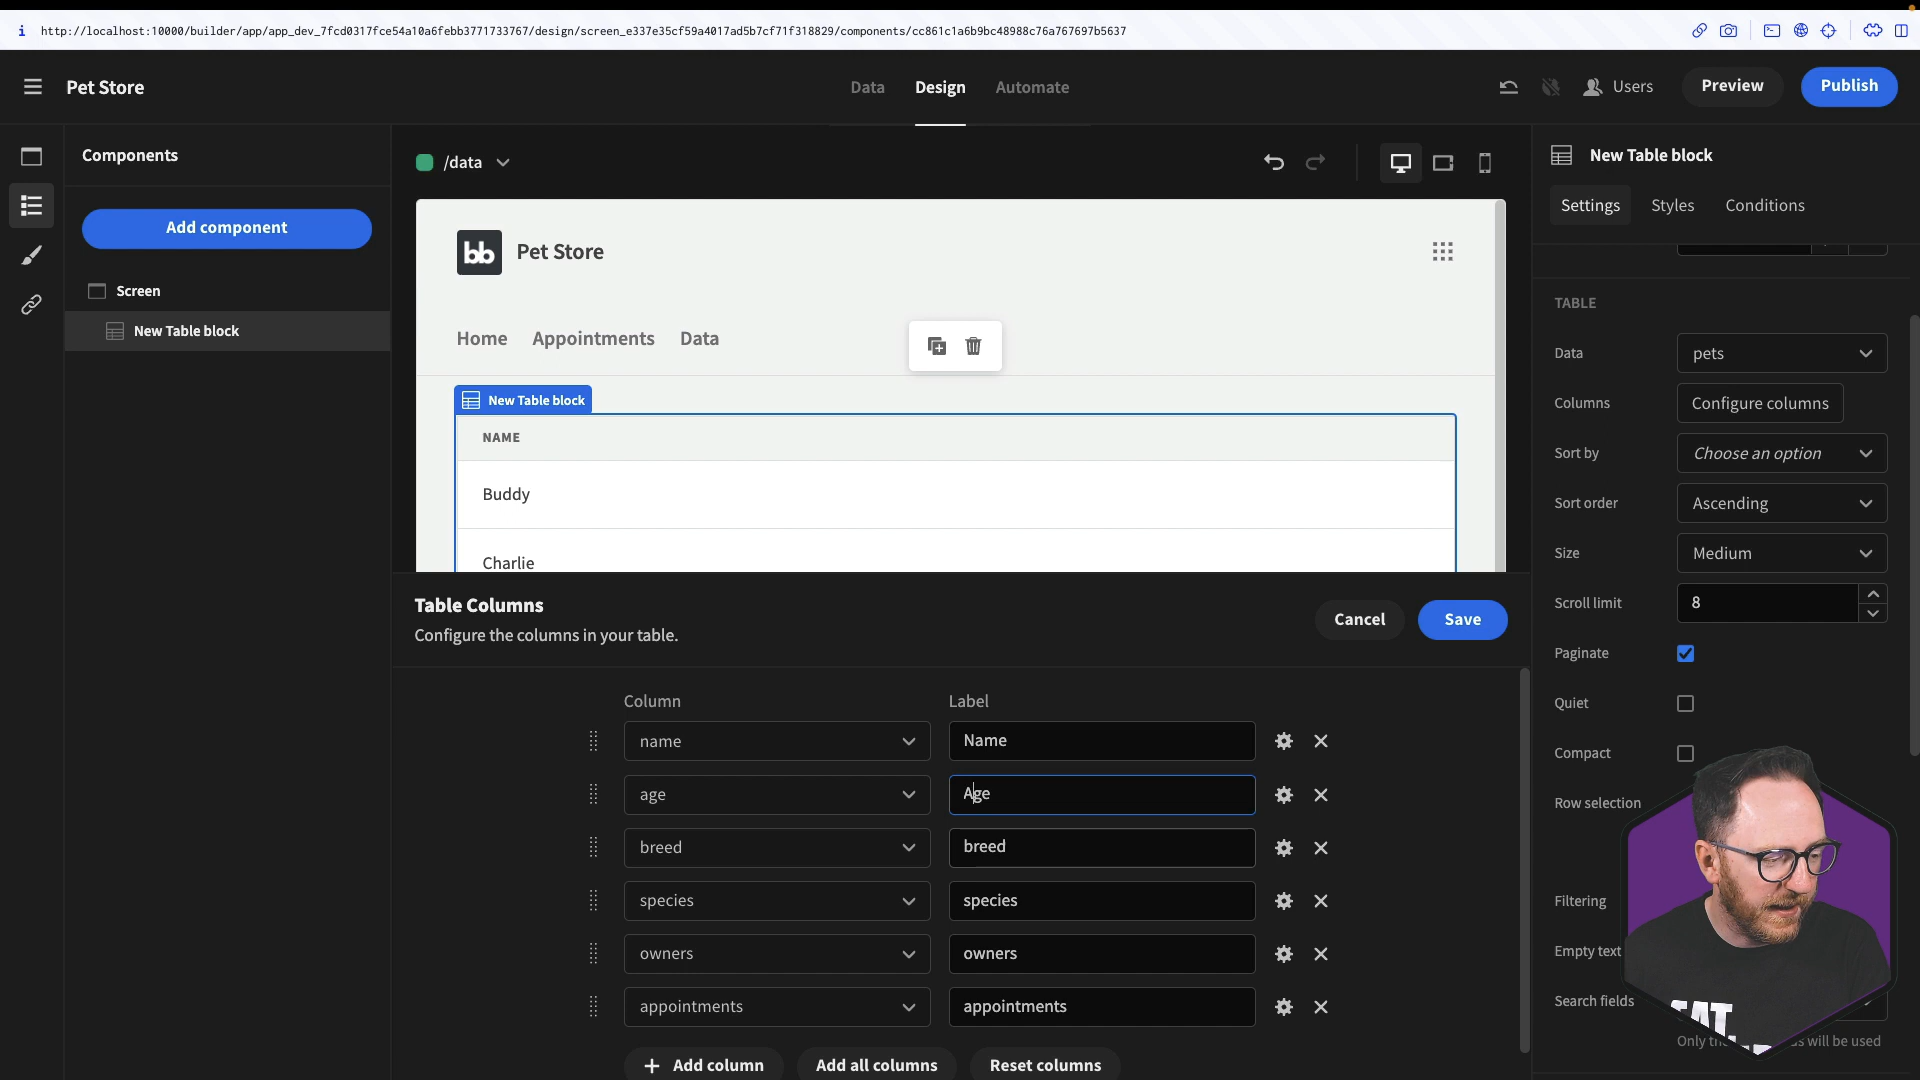 http://localhost:10000/builder/app/app_dev_7fcd0317fce54a10a6febb3771733767/design/screen_e337e35cf59a4017ad5b7cf71f318829/components/cc861c1a6b9bc48988c76a767697b5637
Pet Store
Data
Design
Automate
Users
Preview
Publish
Components
Add component
Screen
New Table block
/data
bb
Pet Store
Home
Appointments
Data
New Table block
NAME
Buddy
Charlie
Table Columns
Configure the columns in your table.
Cancel
Save
Column
Label
name
Name
age
Age
breed
breed
species
species
owners
owners
appointments
appointments
Add column
Add all columns
Reset columns
New Table block
Settings
Styles
Conditions
TABLE
Data
pets
Columns
Configure columns
Sort by
Choose an option
Sort order
Ascending
Size
Medium
Scroll limit
8
Paginate
Quiet
Compact
Row selection
Filtering
Empty text
Search fields
Only
will be used